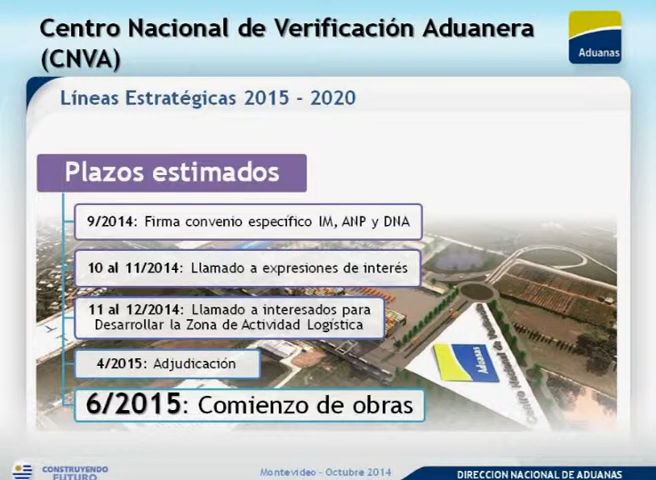 Centro Nacional de Verificación Aduanera
(CNVA)
Aduanas
Líneas Estratégicas 2015 - 2020
Plazos estimados
9/2014: Firma convenio específico IM, ANP y DNA
10 al 11/2014: Llamado a expresiones de interés
11 al 12/2014: Llamado a interesados para
Desarrollar la Zona de Actividad Logística
4/2015: Adjudicación
6/2015: Comienzo de obras
Aduanas
Centro Nacional de
CONSTRUYENDO
FUTURO
Montevideo - Octubre 2014
DIRECCION NACIONAL DE ADUANAS